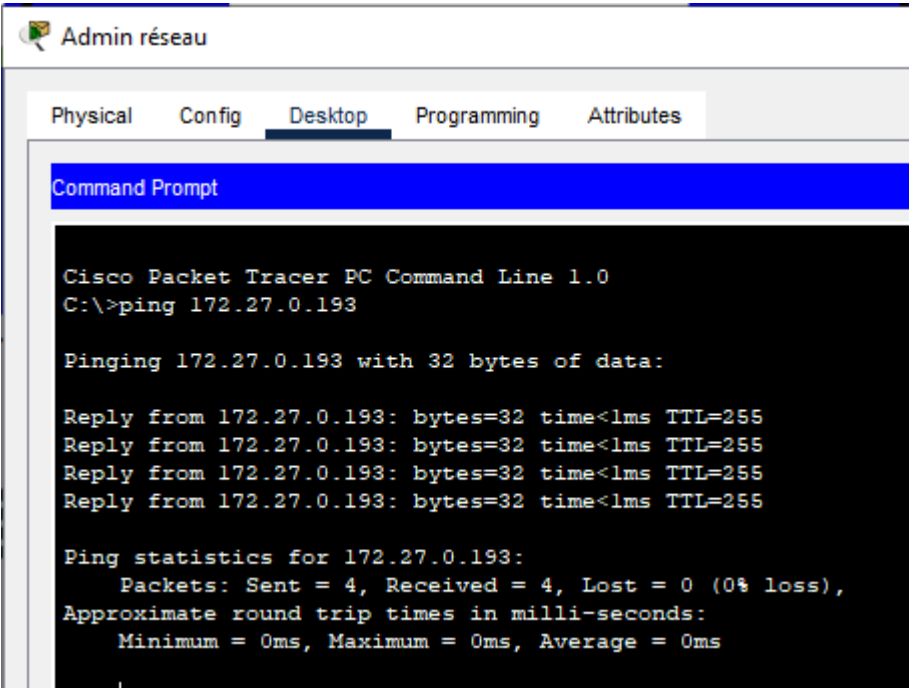 Admin réseau
Physical Config Desktop Programming Attributes
Command Prompt
Cisco Packet Tracer PC Command Line 1.0
C:\>ping 172.27.0.193
Pinging 172.27.0.193 with 32 bytes of data:
Reply from 172.27.0.193: bytes=32 time<1ms TTL=255
Reply from 172.27.0.193: bytes=32 time<1ms TTL=255
Reply from 172.27.0.193: bytes=32 time<1ms TTL=255
Reply from 172.27.0.193: bytes=32 time<1ms TTL=255
Ping statistics for 172.27.0.193:
Packets: Sent = 4, Received = 4, Lost = 0 (0% loss),
Approximate round trip times in milli-seconds:
Minimum = 0ms, Maximum = 0ms, Average = 0ms